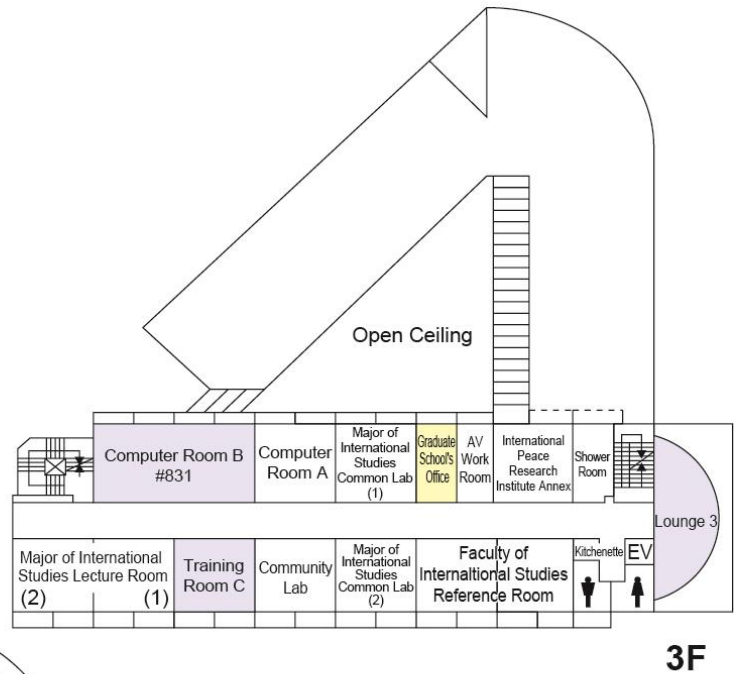 Open Ceiling
Computer Room B
#831
Computer
Room A
Major of
International
Studies
Common Lab
(1)
Graduate
School's
Office
AV
Work
Room
International
Peace
Research
Institute Annex
Shower
Room
Lounge 3
Major of International
Studies Lecture Room
(2) (1)
Training
Room C
Community
Lab
Major of
International
Studies
Common Lab
(2)
Faculty of
Internaltional Studies
Reference Room
Kitchenette
EV
3F